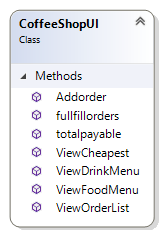 CoffeeShopUI
Class
Methods
Addorder
fullfillorders
totalpayable
ViewCheapest
ViewDrinkMenu
ViewFoodMenu
ViewOrderList